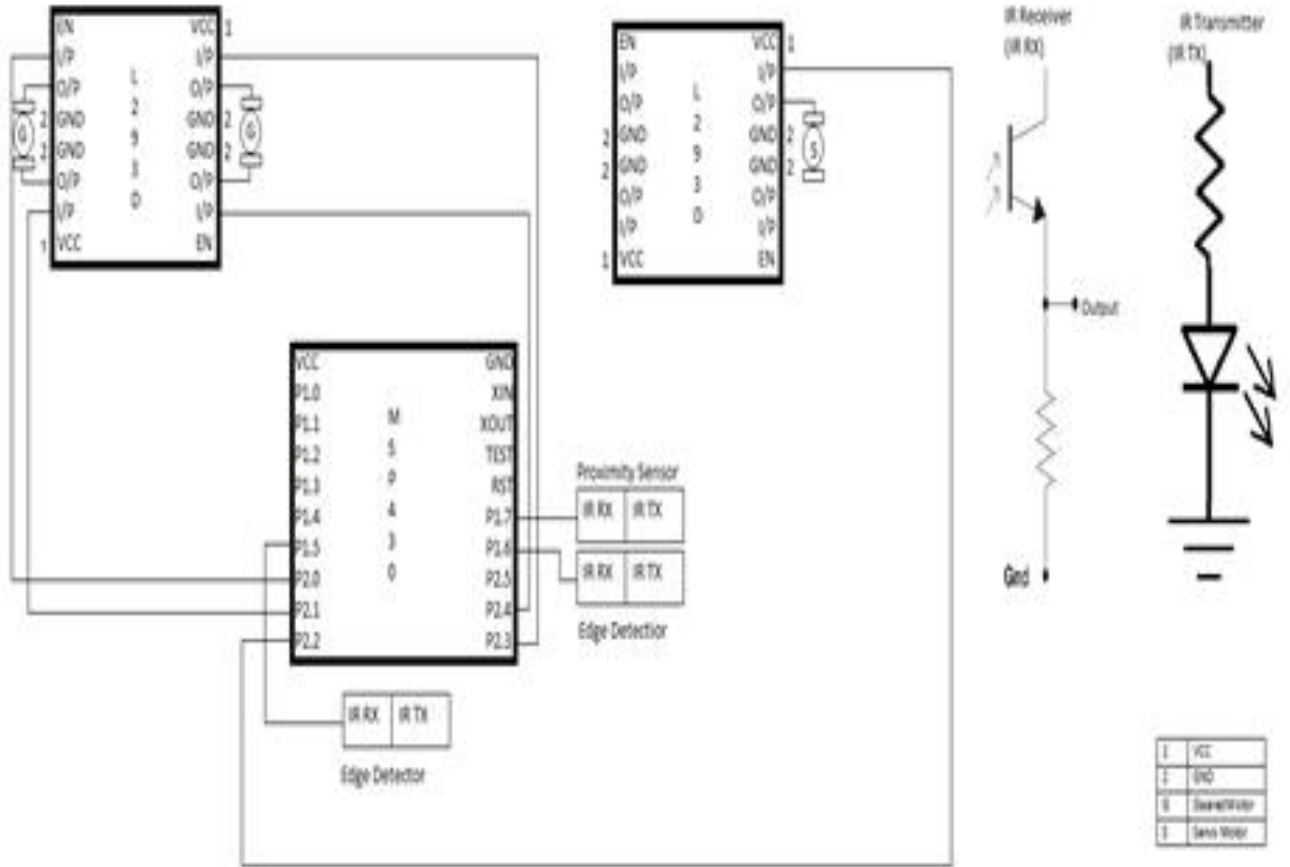 EN VCC 1
I/P I/P
O/P O/P
2 GND GND 2
2 GND GND 2
O/P O/P
I/P I/P
1 VCC EN
L
2
9
3
D
G
G
EN VCC 1
I/P I/P
O/P O/P
2 GND GND 2
2 GND GND 2
O/P O/P
I/P I/P
1 VCC EN
L
2
9
3
D
S
IR Receiver
(IR RX)
Output
Gnd
IR Transmitter
(IR TX)
VCC GND
P1.0 XIN
P1.1 XOUT
P1.2 TEST
P1.3 RST
P1.4 P1.7
P1.5 P1.6
P2.0 P2.5
P2.1 P2.4
P2.2 P2.3
M
S
P
4
3
0
Proximity Sensor
IR RX IR TX
IR RX IR TX
Edge Detectior
IR RX IR TX
Edge Detector
1 VCC
2 GND
Geared Motor
Servo Motor